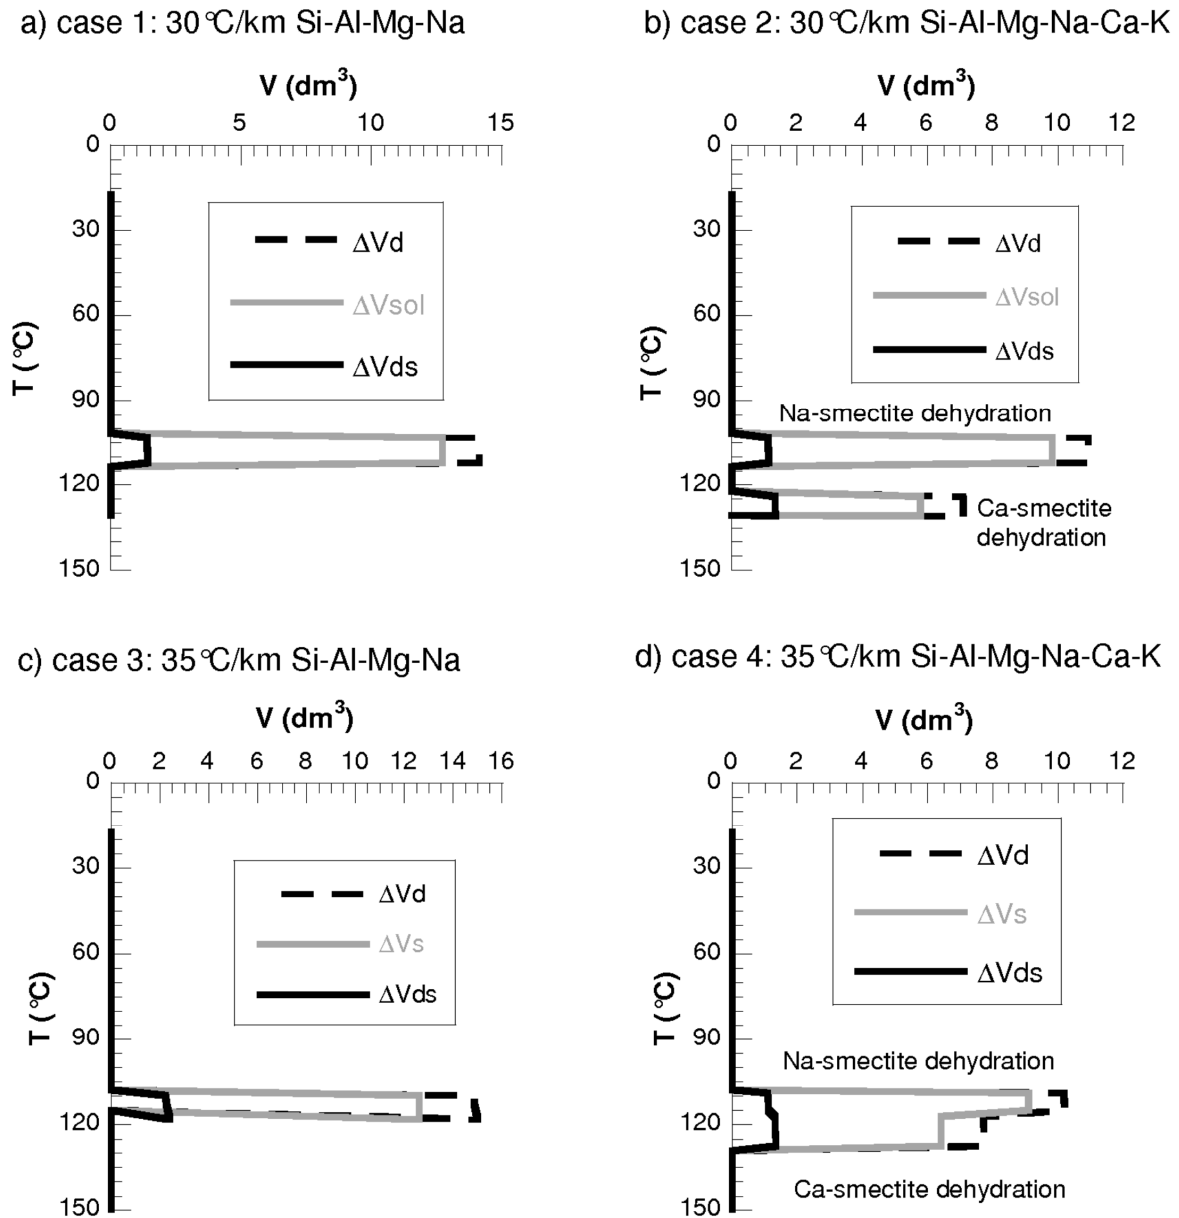 a) case 1: 30 °C/km Si-Al-Mg-Na
V (dm³)
0 5 10 15
T (°C)
0
30
60
90
120
150
ΔVd
ΔVsol
ΔVds
b) case 2: 30 °C/km Si-Al-Mg-Na-Ca-K
V (dm³)
0 2 4 6 8 10 12
T (°C)
0
30
60
90
120
150
ΔVd
ΔVsol
ΔVds
Na-smectite dehydration
Ca-smectite
dehydration
c) case 3: 35 °C/km Si-Al-Mg-Na
V (dm³)
0 2 4 6 8 10 12 14 16
T (°C)
0
30
60
90
120
150
ΔVd
ΔVs
ΔVds
d) case 4: 35 °C/km Si-Al-Mg-Na-Ca-K
V (dm³)
0 2 4 6 8 10 12
T (°C)
0
30
60
90
120
150
ΔVd
ΔVs
ΔVds
Na-smectite dehydration
Ca-smectite dehydration